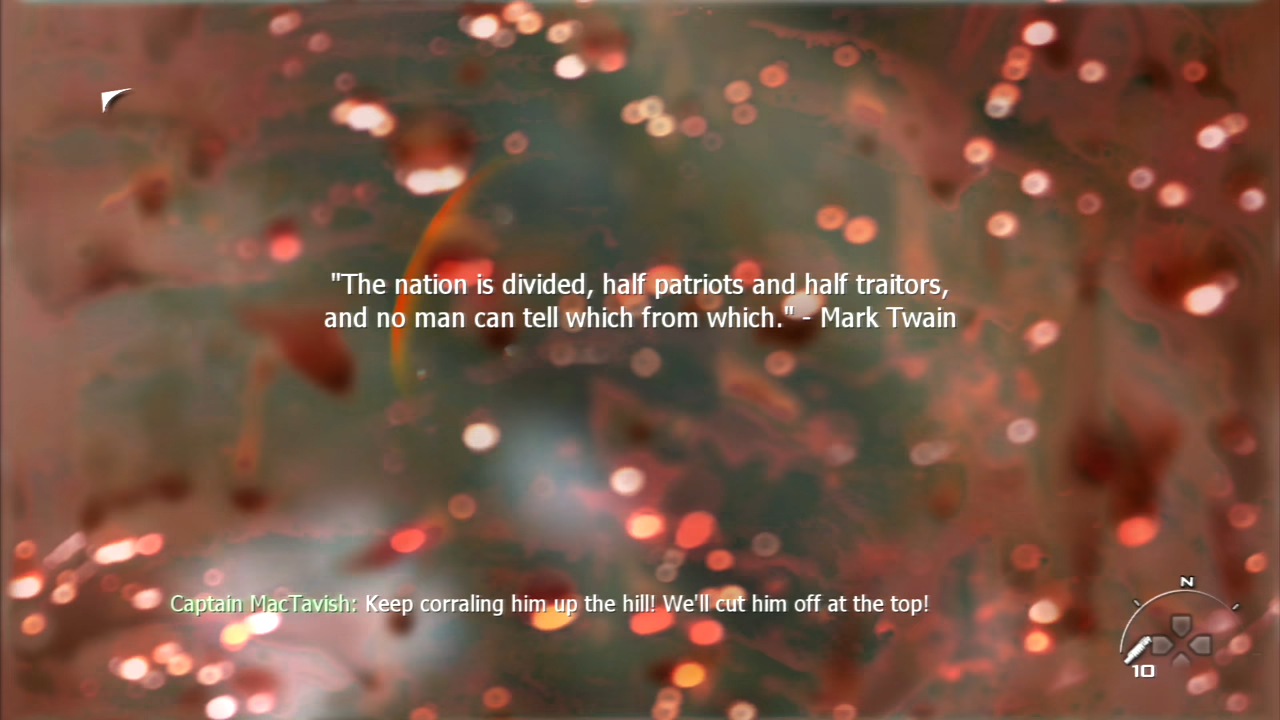 "The nation is divided, half patriots and half traitors,
and no man can tell which from which." - Mark Twain
Captain MacTavish: Keep corraling him up the hill! We'll cut him off at the top!
N
10